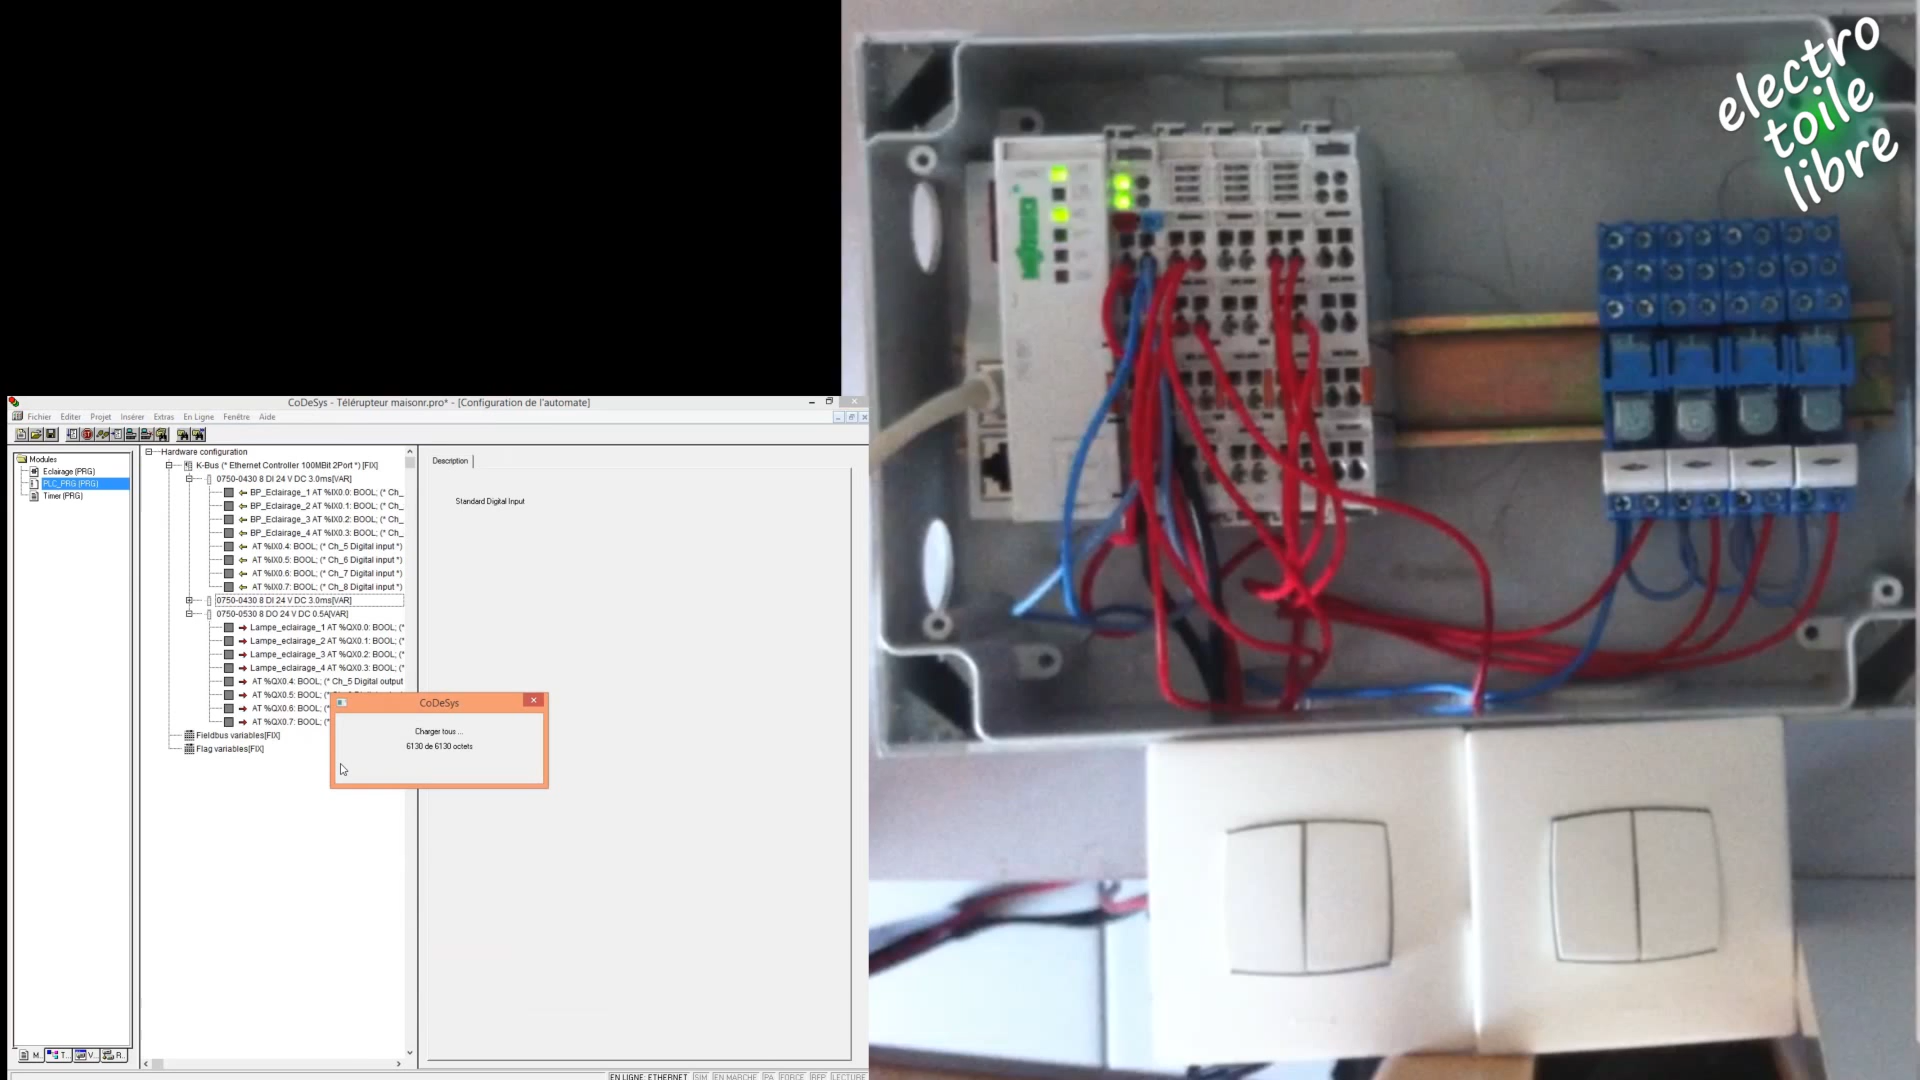 electro
toile
libre
CoDeSys - Télérupteur maisonr.pro* - [Configuration de l'automate]
Fichier Editer Projet Insérer Extras En Ligne Fenêtre Aide
Modules
Eclairage (PRG)
PLC_PRG (PRG)
Timer (PRG)
Hardware configuration
K-Bus (* Ethernet Controller 100MBit 2Port *) [FIX]
0750-0430 8 DI 24 V DC 3.0ms[VAR]
BP_Eclairage_1 AT %IX0.0: BOOL; (* Ch_
BP_Eclairage_2 AT %IX0.1: BOOL; (* Ch_
BP_Eclairage_3 AT %IX0.2: BOOL; (* Ch_
BP_Eclairage_4 AT %IX0.3: BOOL; (* Ch_
AT %IX0.4: BOOL; (* Ch_5 Digital input *)
AT %IX0.5: BOOL; (* Ch_6 Digital input *)
AT %IX0.6: BOOL; (* Ch_7 Digital input *)
AT %IX0.7: BOOL; (* Ch_8 Digital input *)
0750-0430 8 DI 24 V DC 3.0ms[VAR]
0750-0530 8 DO 24 V DC 0.5A[VAR]
Lampe_eclairage_1 AT %QX0.0: BOOL; (*
Lampe_eclairage_2 AT %QX0.1: BOOL; (*
Lampe_eclairage_3 AT %QX0.2: BOOL; (*
Lampe_eclairage_4 AT %QX0.3: BOOL; (*
AT %QX0.4: BOOL; (* Ch_5 Digital output
AT %QX0.5: BOOL; (*
AT %QX0.6: BOOL; (*
AT %QX0.7: BOOL; (*
Fieldbus variables[FIX]
Flag variables[FIX]
Description
Standard Digital Input
CoDeSys
Charger tous ...
6130 de 6130 octets
M.. T.. V.. R..
EN LIGNE: ETHERNET SIM EN MARCHE PA FORCE RFP LECTURE